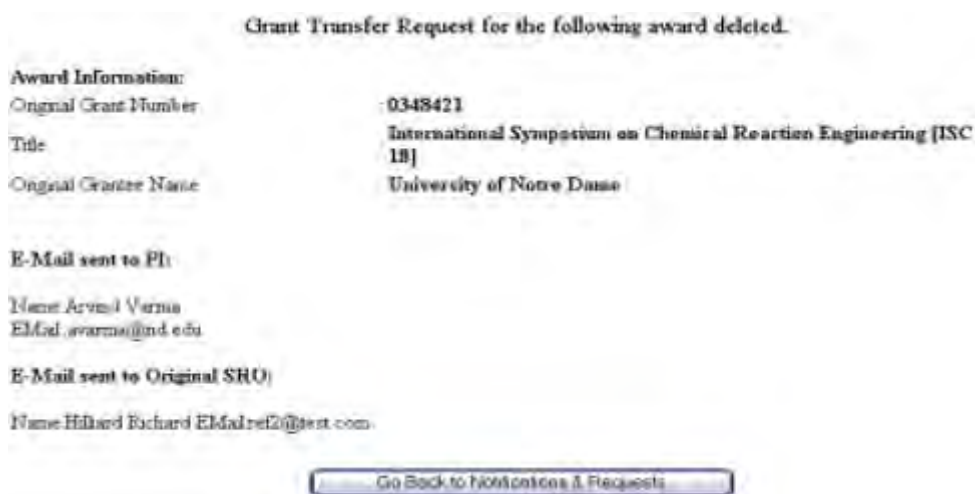 Grant Transfer Request for the following award deleted.
Award Information:
Original Grant Number 0348421
Title International Symposium on Chemical Reaction Engineering [ISC 18]
Original Grantee Name University of Notre Dame
E-Mail sent to PI:
Name Arvind Varma
EMail avarma@nd.edu
E-Mail sent to Original SRO:
Name Hilliard Richard EMail ref2@test.com
Go Back to Notifications & Requests